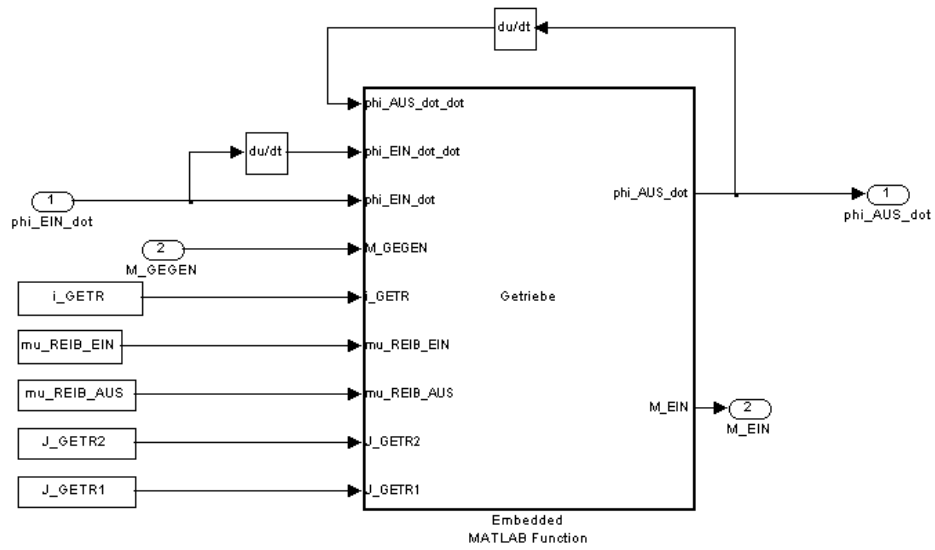 du/dt
phi_AUS_dot_dot
du/dt
phi_EIN_dot_dot
1
phi_EIN_dot
phi_EIN_dot
phi_AUS_dot
1
phi_AUS_dot
2
M_GEGEN
M_GEGEN
i_GETR
i_GETR
Getriebe
mu_REIB_EIN
mu_REIB_EIN
mu_REIB_AUS
mu_REIB_AUS
M_EIN
2
M_EIN
J_GETR2
J_GETR2
J_GETR1
J_GETR1
Embedded
MATLAB Function